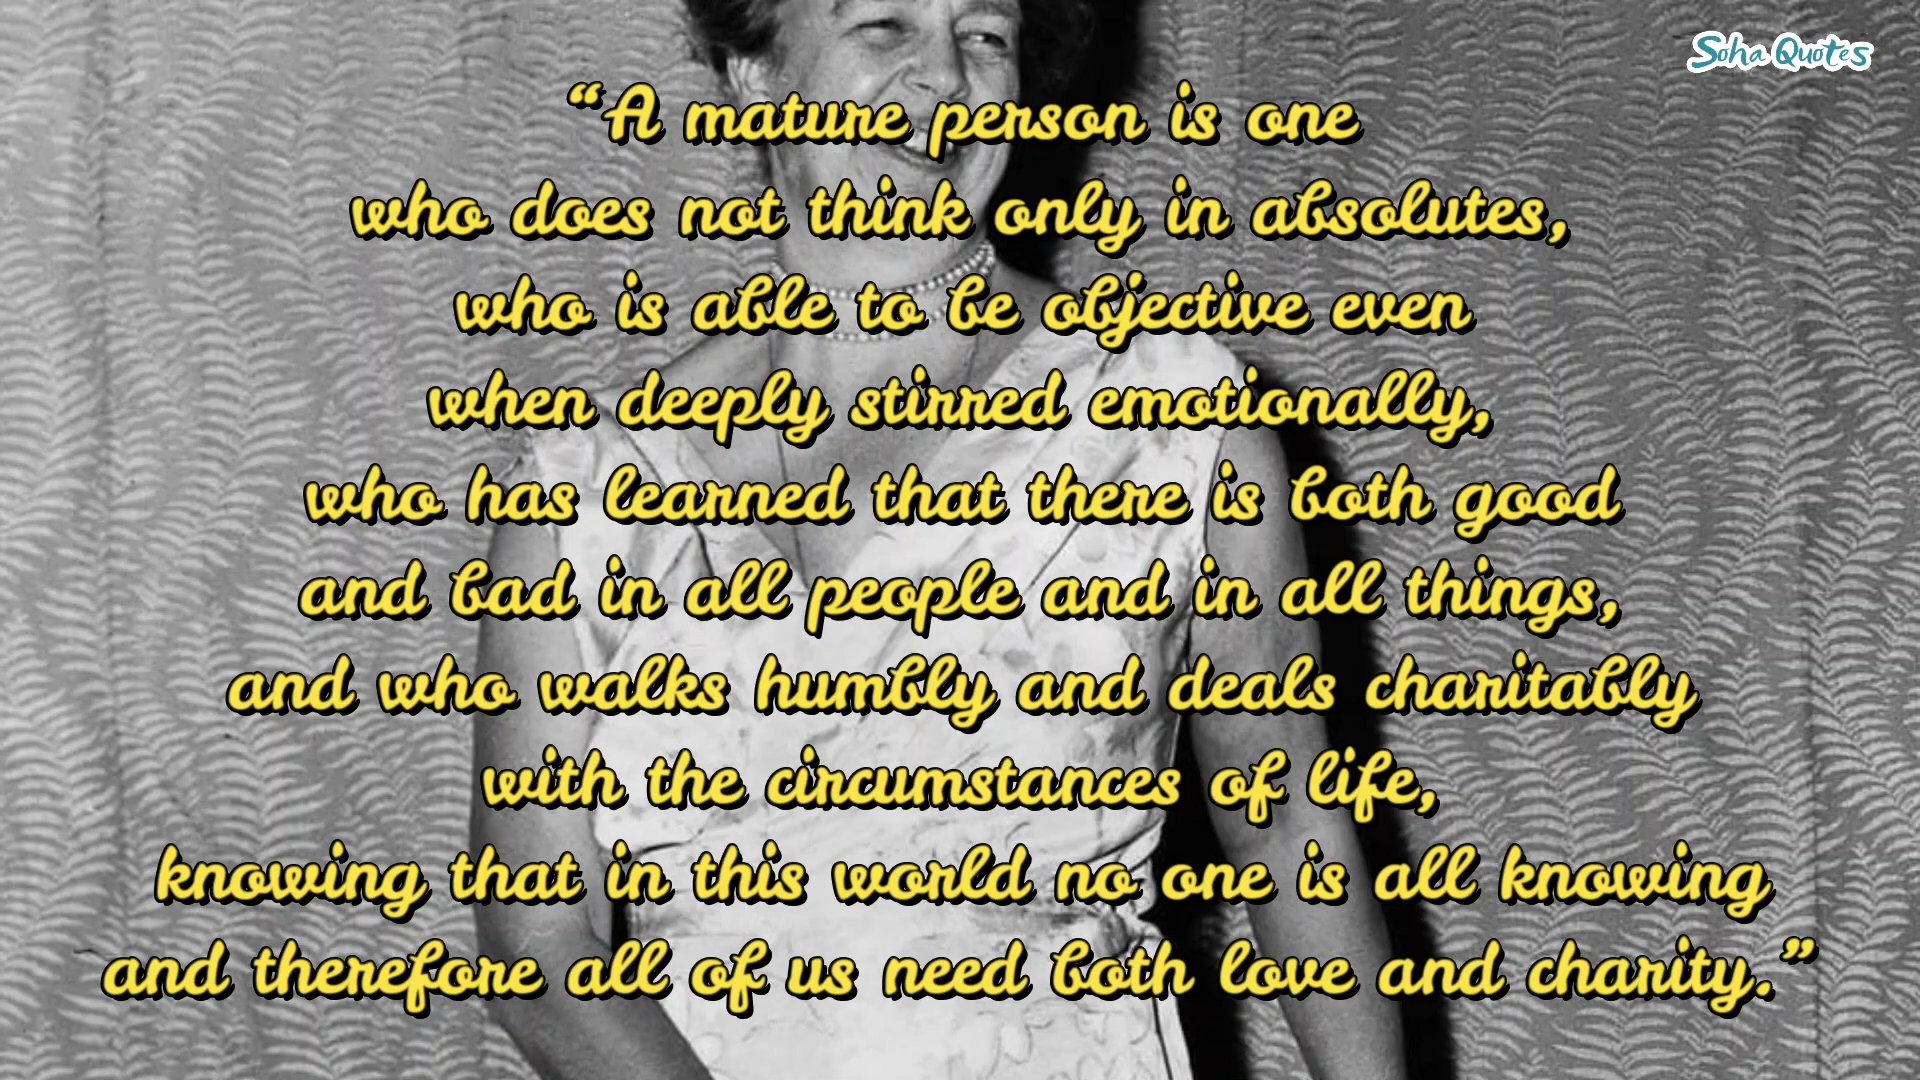 Soha Quotes
“A mature person is one
who does not think only in absolutes,
who is able to be objective even
when deeply stirred emotionally,
who has learned that there is both good
and bad in all people and in all things,
and who walks humbly and deals charitably
with the circumstances of life,
knowing that in this world no one is all knowing
and therefore all of us need both love and charity.”